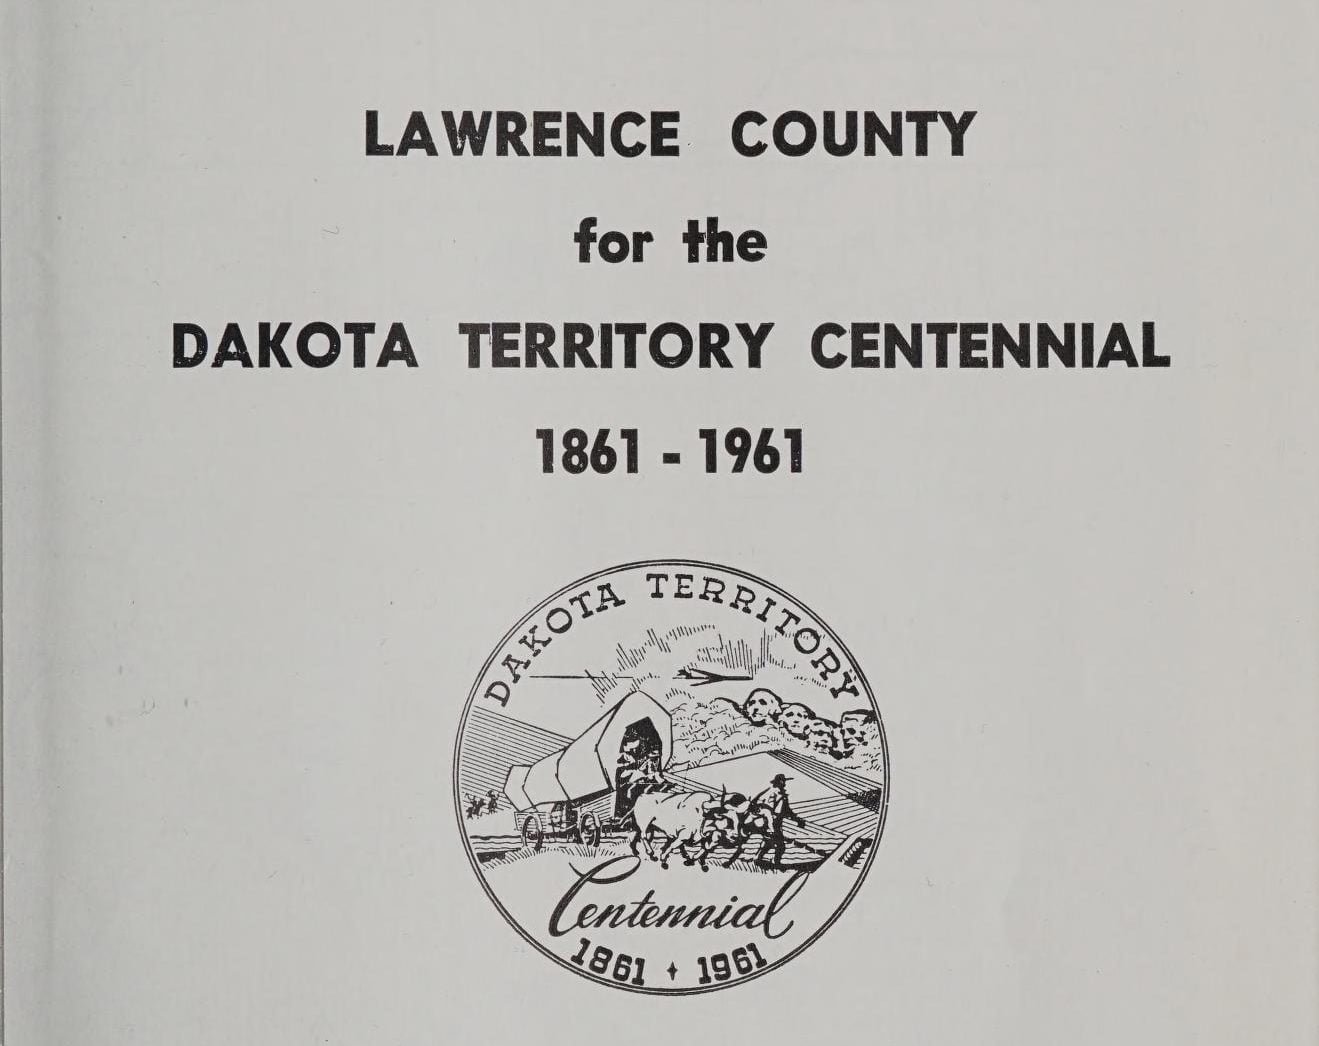 LAWRENCE COUNTY
for the
DAKOTA TERRITORY CENTENNIAL
1861 - 1961
DAKOTA TERRITORY
Centennial
1861 ✦ 1961